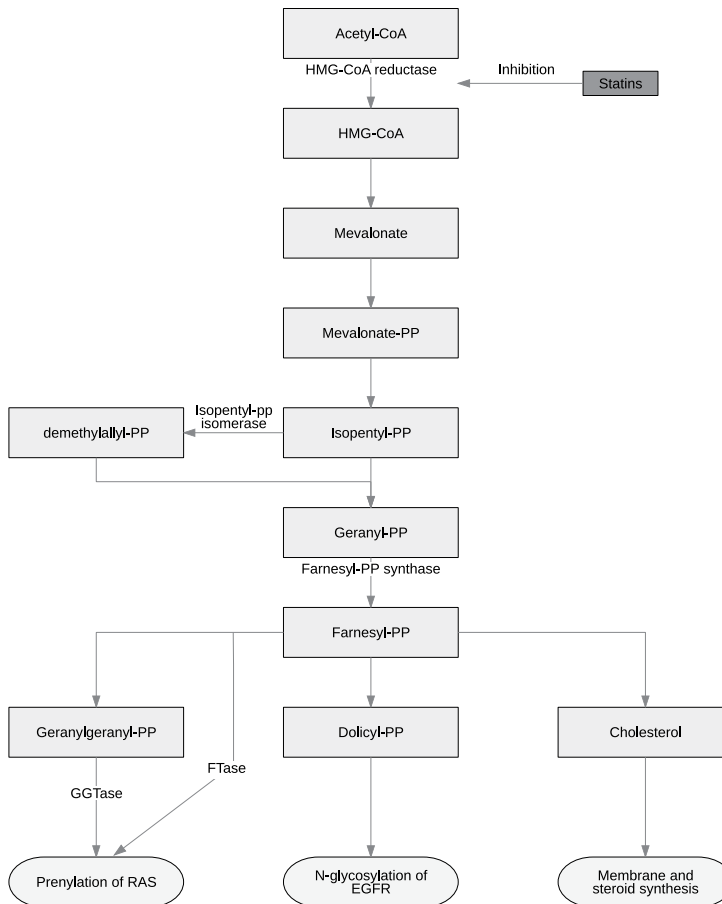 Acetyl-CoA
HMG-CoA reductase
Inhibition
Statins
HMG-CoA
Mevalonate
Mevalonate-PP
demethylallyl-PP
Isopentyl-pp
isomerase
Isopentyl-PP
Geranyl-PP
Farnesyl-PP synthase
Farnesyl-PP
Geranylgeranyl-PP
Dolicyl-PP
Cholesterol
GGTase
FTase
Prenylation of RAS
N-glycosylation of
EGFR
Membrane and
steroid synthesis